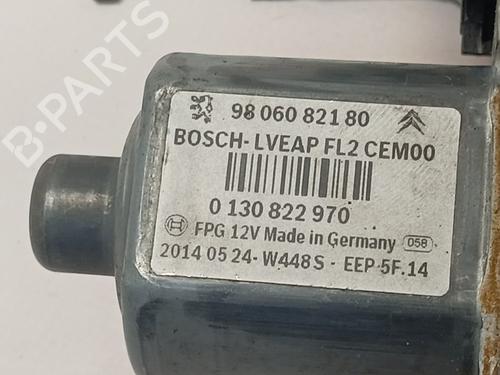 B-PARTS
98 060 821 80
BOSCH- LVEAP FL2 CEM00
0 130 822 970
FPG 12V Made in Germany 058
2014 05 24- W448S - EEP 5F.14